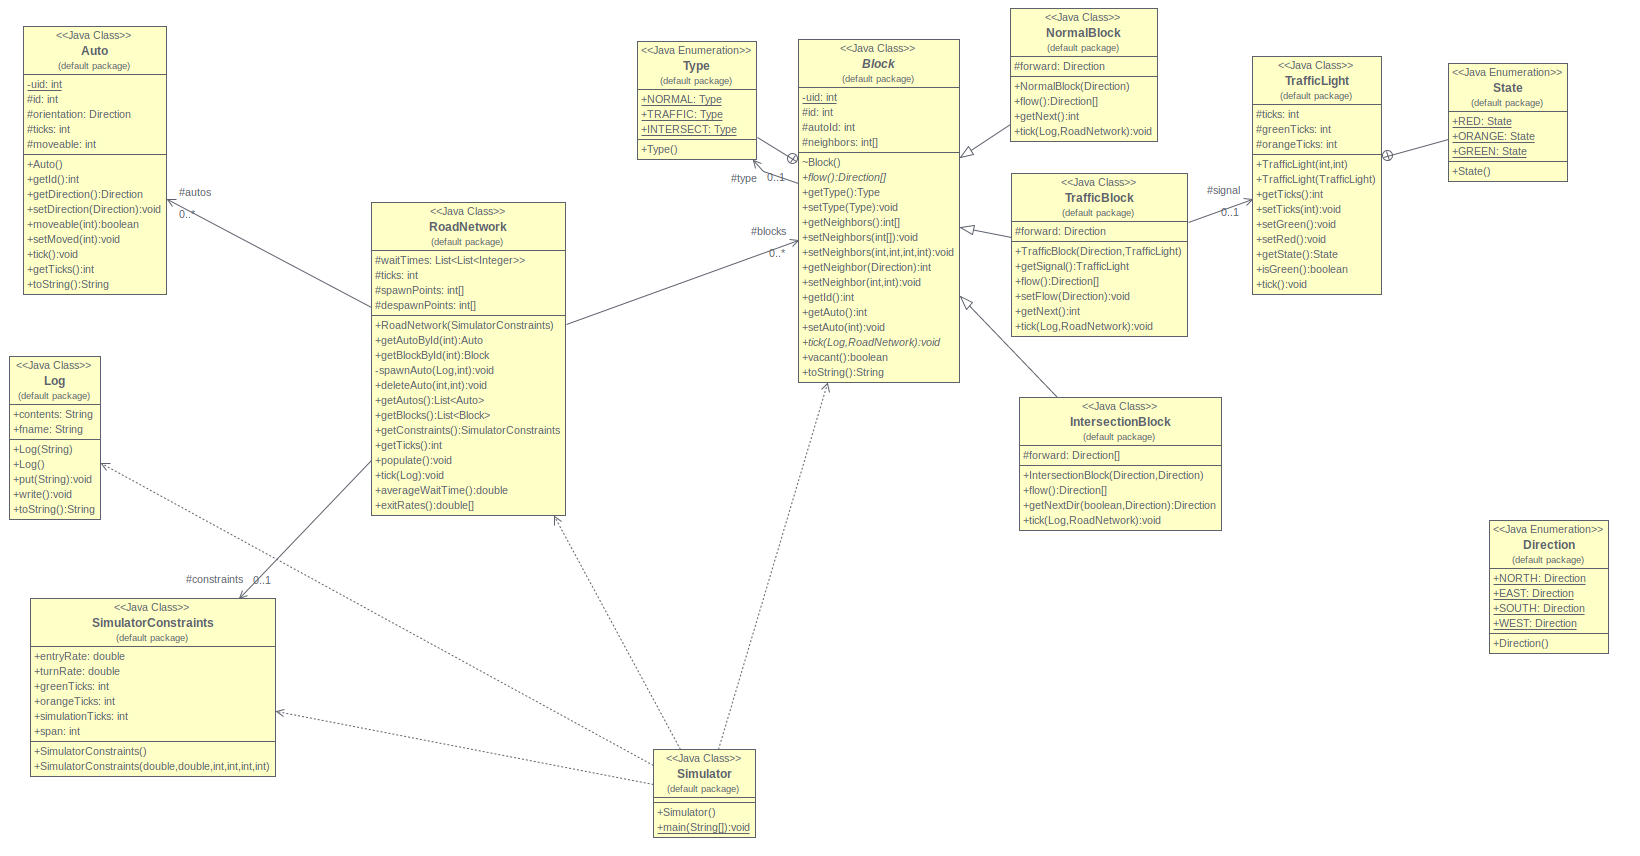 <<Java Class>>
Auto
(default package)
-uid: int
#id: int
#orientation: Direction
#ticks: int
#moveable: int
+Auto()
+getId():int
+getDirection():Direction
+setDirection(Direction):void
+moveable(int):boolean
+setMoved(int):void
+tick():void
+getTicks():int
+toString():String
#autos
0..*
<<Java Class>>
RoadNetwork
(default package)
#waitTimes: List<List<Integer>>
#ticks: int
#spawnPoints: int[]
#despawnPoints: int[]
+RoadNetwork(SimulatorConstraints)
+getAutoById(int):Auto
+getBlockById(int):Block
-spawnAuto(Log,int):void
+deleteAuto(int,int):void
+getAutos():List<Auto>
+getBlocks():List<Block>
+getConstraints():SimulatorConstraints
+getTicks():int
+populate():void
+tick(Log):void
+averageWaitTime():double
+exitRates():double[]
<<Java Enumeration>>
Type
(default package)
+NORMAL: Type
+TRAFFIC: Type
+INTERSECT: Type
+Type()
#type
0..1
#blocks
0..*
<<Java Class>>
Block
(default package)
-uid: int
#id: int
#autoId: int
#neighbors: int[]
~Block()
+flow():Direction[]
+getType():Type
+setType(Type):void
+getNeighbors():int[]
+setNeighbors(int[]):void
+setNeighbors(int,int,int,int):void
+getNeighbor(Direction):int
+setNeighbor(int,int):void
+getId():int
+getAuto():int
+setAuto(int):void
+tick(Log,RoadNetwork):void
+vacant():boolean
+toString():String
<<Java Class>>
NormalBlock
(default package)
#forward: Direction
+NormalBlock(Direction)
+flow():Direction[]
+getNext():int
+tick(Log,RoadNetwork):void
<<Java Class>>
TrafficBlock
(default package)
#forward: Direction
+TrafficBlock(Direction,TrafficLight)
+getSignal():TrafficLight
+flow():Direction[]
+setFlow(Direction):void
+getNext():int
+tick(Log,RoadNetwork):void
#signal
0..1
<<Java Class>>
TrafficLight
(default package)
#ticks: int
#greenTicks: int
#orangeTicks: int
+TrafficLight(int,int)
+TrafficLight(TrafficLight)
+getTicks():int
+setTicks(int):void
+setGreen():void
+setRed():void
+getState():State
+isGreen():boolean
+tick():void
<<Java Enumeration>>
State
(default package)
+RED: State
+ORANGE: State
+GREEN: State
+State()
<<Java Class>>
IntersectionBlock
(default package)
#forward: Direction[]
+IntersectionBlock(Direction,Direction)
+flow():Direction[]
+getNextDir(boolean,Direction):Direction
+tick(Log,RoadNetwork):void
<<Java Enumeration>>
Direction
(default package)
+NORTH: Direction
+EAST: Direction
+SOUTH: Direction
+WEST: Direction
+Direction()
<<Java Class>>
Log
(default package)
+contents: String
+fname: String
+Log(String)
+Log()
+put(String):void
+write():void
+toString():String
#constraints
0..1
<<Java Class>>
SimulatorConstraints
(default package)
+entryRate: double
+turnRate: double
+greenTicks: int
+orangeTicks: int
+simulationTicks: int
+span: int
+SimulatorConstraints()
+SimulatorConstraints(double,double,int,int,int,int)
<<Java Class>>
Simulator
(default package)
+Simulator()
+main(String[]):void